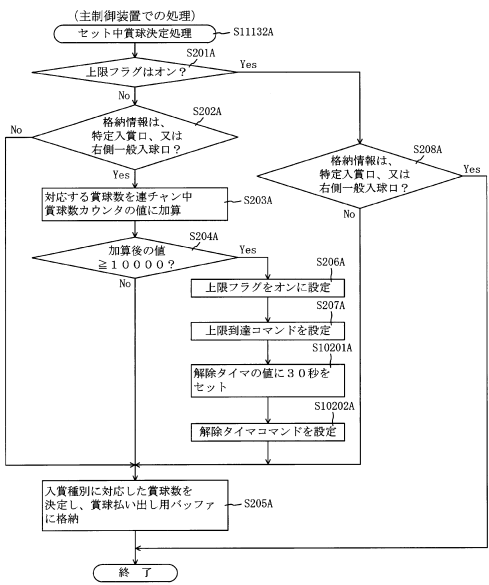 (主制御装置での処理)
セット中賞球決定処理
S11132A
S201A
上限フラグはオン?
Yes
No
S202A
格納情報は、
特定入賞口、又は
右側一般入球口?
No
Yes
S208A
格納情報は、
特定入賞口、又は
右側一般入球口?
Yes
No
対応する賞球数を連チャン中
賞球数カウンタの値に加算
S203A
S204A
加算後の値
≧10000?
Yes
No
S206A
上限フラグをオンに設定
S207A
上限到達コマンドを設定
S10201A
解除タイマの値に30秒を
セット
S10202A
解除タイマコマンドを設定
入賞種別に対応した賞球数を
決定し、賞球払い出し用バッファ
に格納
S205A
終 了